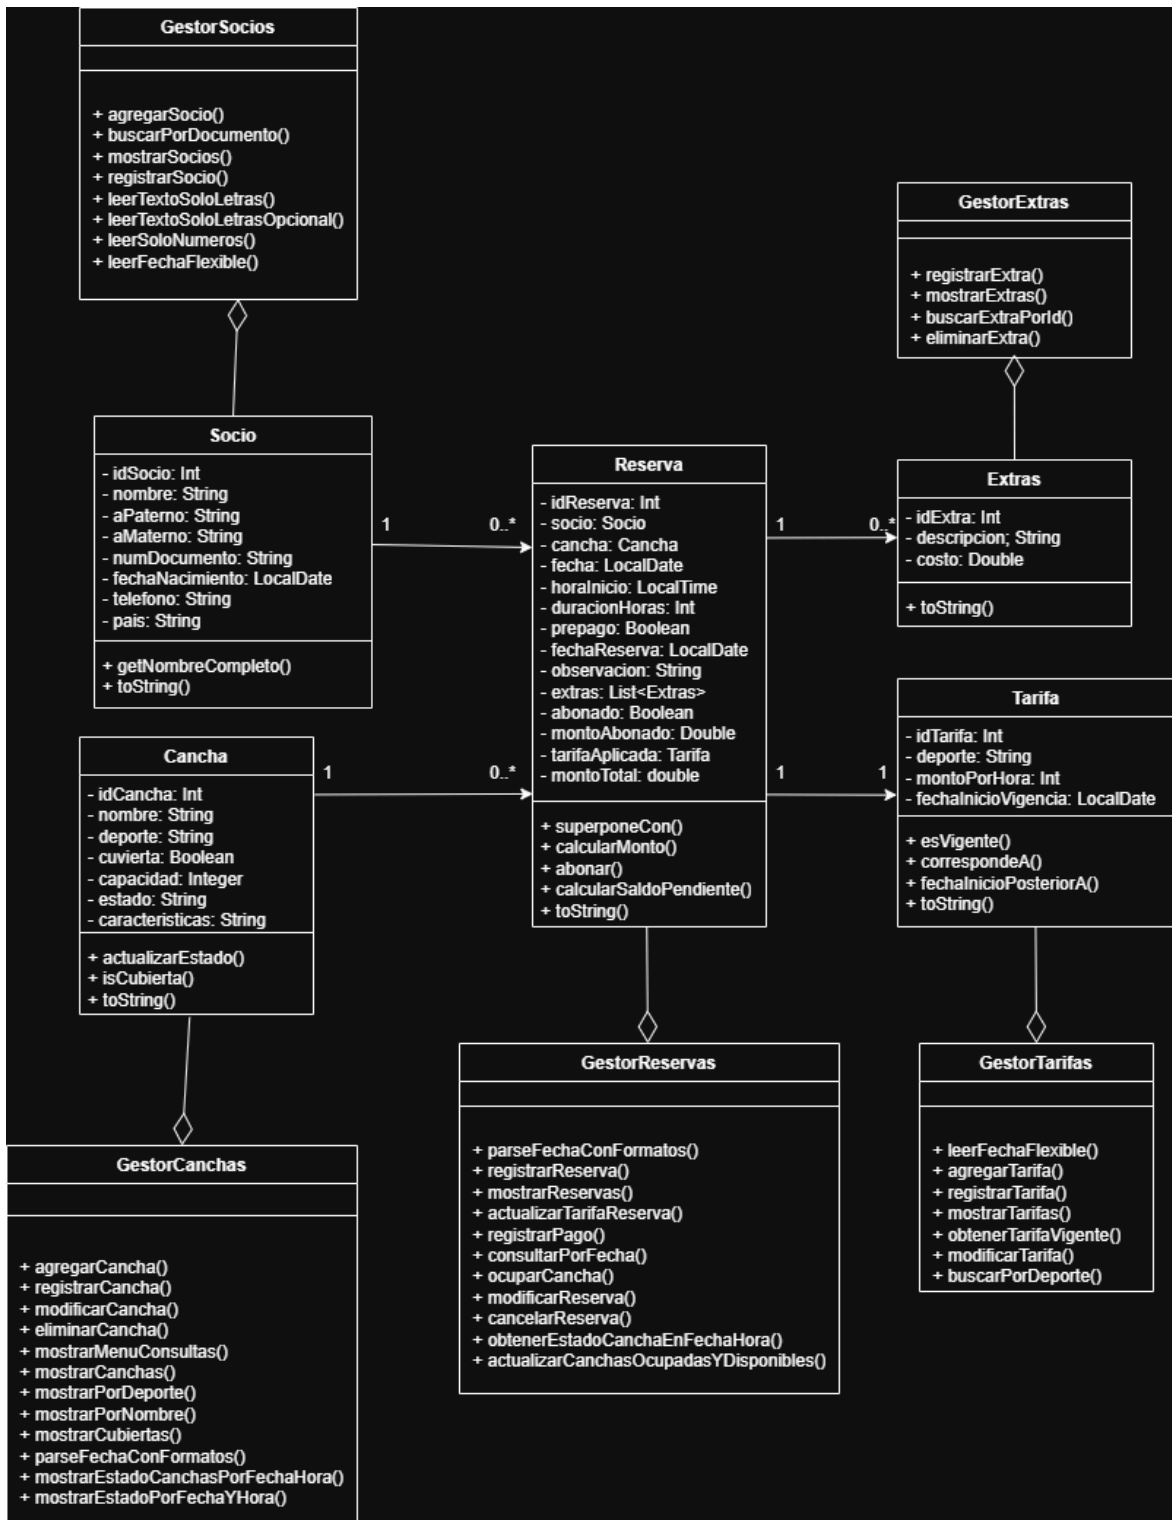 GestorSocios
+ agregarSocio()
+ buscarPorDocumento()
+ mostrarSocios()
+ registrarSocio()
+ leerTextoSoloLetras()
+ leerTextoSoloLetrasOpcional()
+ leerSoloNumeros()
+ leerFechaFlexible()
GestorExtras
+ registrarExtra()
+ mostrarExtras()
+ buscarExtraPorId()
+ eliminarExtra()
Socio
- idSocio: Int
- nombre: String
- aPaterno: String
- aMaterno: String
- numDocumento: String
- fechaNacimiento: LocalDate
- telefono: String
- pais: String
+ getNombreCompleto()
+ toString()
1
0..*
Reserva
- idReserva: Int
- socio: Socio
- cancha: Cancha
- fecha: LocalDate
- horaInicio: LocalTime
- duracionHoras: Int
- prepago: Boolean
- fechaReserva: LocalDate
- observacion: String
- extras: List<Extras>
- abonado: Boolean
- montoAbonado: Double
- tarifaAplicada: Tarifa
- montoTotal: double
+ superponeCon()
+ calcularMonto()
+ abonar()
+ calcularSaldoPendiente()
+ toString()
1
0..*
Extras
- idExtra: Int
- descripcion; String
- costo: Double
+ toString()
Cancha
- idCancha: Int
- nombre: String
- deporte: String
- cuvierta: Boolean
- capacidad: Integer
- estado: String
- caracteristicas: String
+ actualizarEstado()
+ isCubierta()
+ toString()
1
0..*
1
1
Tarifa
- idTarifa: Int
- deporte: String
- montoPorHora: Int
- fechaInicioVigencia: LocalDate
+ esVigente()
+ correspondeA()
+ fechaInicioPosteriorA()
+ toString()
GestorCanchas
+ agregarCancha()
+ registrarCancha()
+ modificarCancha()
+ eliminarCancha()
+ mostrarMenuConsultas()
+ mostrarCanchas()
+ mostrarPorDeporte()
+ mostrarPorNombre()
+ mostrarCubiertas()
+ parseFechaConFormatos()
+ mostrarEstadoCanchasPorFechaHora()
+ mostrarEstadoPorFechaYHora()
GestorReservas
+ parseFechaConFormatos()
+ registrarReserva()
+ mostrarReservas()
+ actualizarTarifaReserva()
+ registrarPago()
+ consultarPorFecha()
+ ocuparCancha()
+ modificarReserva()
+ cancelarReserva()
+ obtenerEstadoCanchaEnFechaHora()
+ actualizarCanchasOcupadasYDisponibles()
GestorTarifas
+ leerFechaFlexible()
+ agregarTarifa()
+ registrarTarifa()
+ mostrarTarifas()
+ obtenerTarifaVigente()
+ modificarTarifa()
+ buscarPorDeporte()